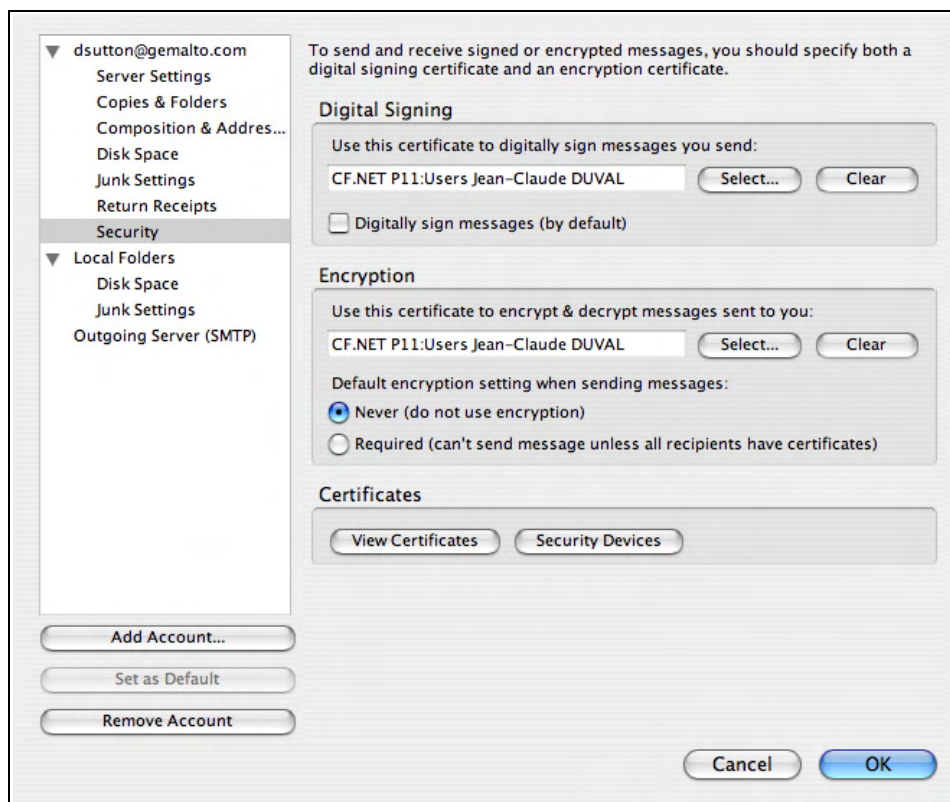 dsutton@gemalto.com
Server Settings
Copies & Folders
Composition & Addres...
Disk Space
Junk Settings
Return Receipts
Security
Local Folders
Disk Space
Junk Settings
Outgoing Server (SMTP)
Add Account...
Set as Default
Remove Account
To send and receive signed or encrypted messages, you should specify both a
digital signing certificate and an encryption certificate.
Digital Signing
Use this certificate to digitally sign messages you send:
CF.NET P11:Users Jean-Claude DUVAL Select... Clear
Digitally sign messages (by default)
Encryption
Use this certificate to encrypt & decrypt messages sent to you:
CF.NET P11:Users Jean-Claude DUVAL Select... Clear
Default encryption setting when sending messages:
Never (do not use encryption)
Required (can't send message unless all recipients have certificates)
Certificates
View Certificates Security Devices
Cancel OK